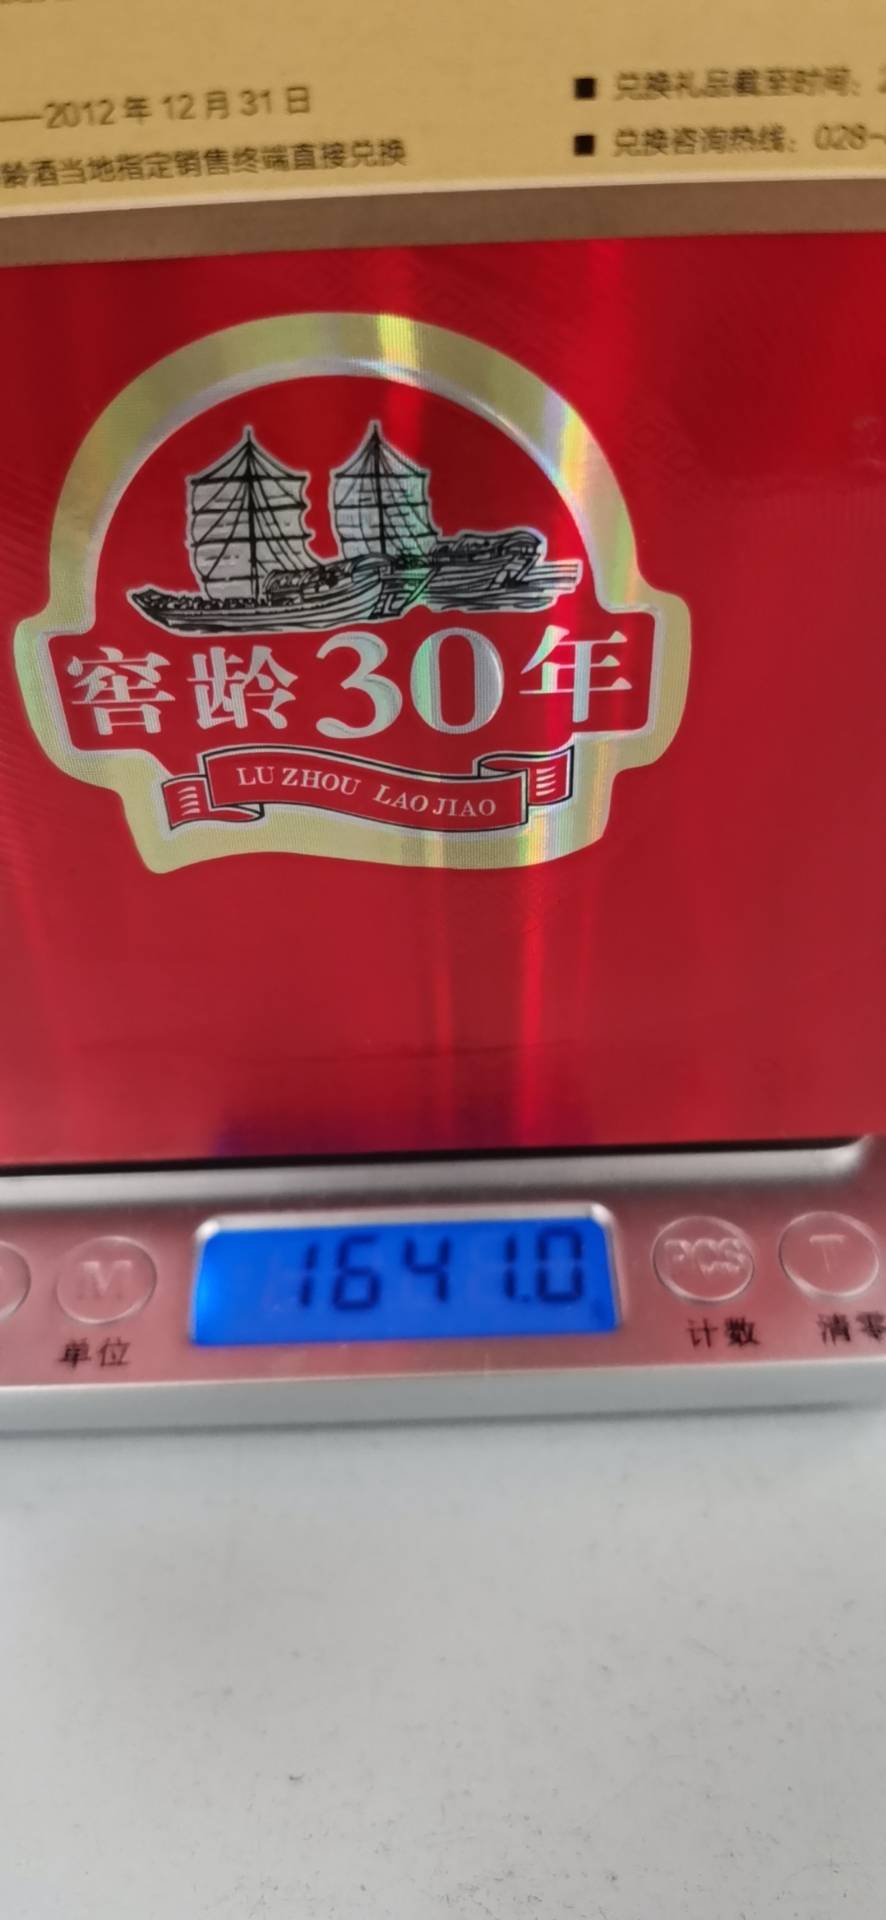 —2012年12月31日
龄酒当地指定销售终端直接兑换
■ 兑换礼品截至时间：
■ 兑换咨询热线：028-
窖龄30年
LU ZHOU LAO JIAO
1641.0
M
PCS
T
单位
计数
清零